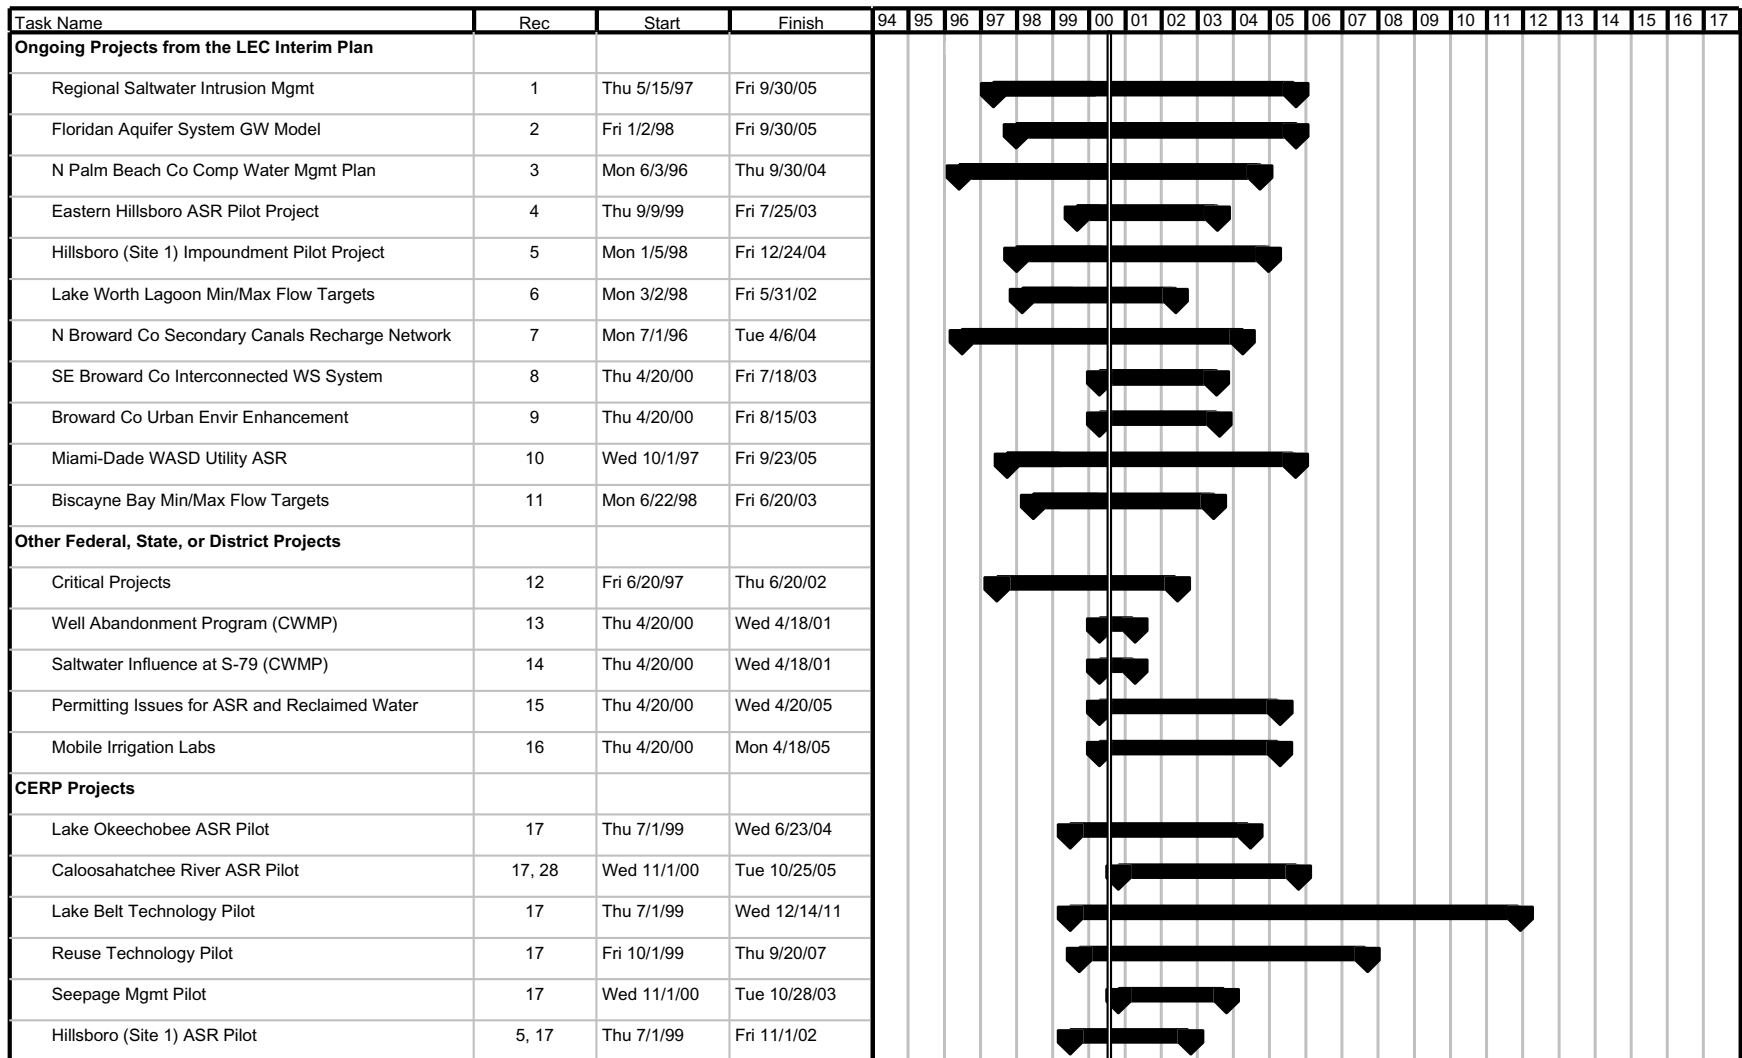 Task Name Rec Start Finish 94 95 96 97 98 99 00 01 02 03 04 05 06 07 08 09 10 11 12 13 14 15 16 17
Ongoing Projects from the LEC Interim Plan
Regional Saltwater Intrusion Mgmt 1 Thu 5/15/97 Fri 9/30/05
Floridan Aquifer System GW Model 2 Fri 1/2/98 Fri 9/30/05
N Palm Beach Co Comp Water Mgmt Plan 3 Mon 6/3/96 Thu 9/30/04
Eastern Hillsboro ASR Pilot Project 4 Thu 9/9/99 Fri 7/25/03
Hillsboro (Site 1) Impoundment Pilot Project 5 Mon 1/5/98 Fri 12/24/04
Lake Worth Lagoon Min/Max Flow Targets 6 Mon 3/2/98 Fri 5/31/02
N Broward Co Secondary Canals Recharge Network 7 Mon 7/1/96 Tue 4/6/04
SE Broward Co Interconnected WS System 8 Thu 4/20/00 Fri 7/18/03
Broward Co Urban Envir Enhancement 9 Thu 4/20/00 Fri 8/15/03
Miami-Dade WASD Utility ASR 10 Wed 10/1/97 Fri 9/23/05
Biscayne Bay Min/Max Flow Targets 11 Mon 6/22/98 Fri 6/20/03
Other Federal, State, or District Projects
Critical Projects 12 Fri 6/20/97 Thu 6/20/02
Well Abandonment Program (CWMP) 13 Thu 4/20/00 Wed 4/18/01
Saltwater Influence at S-79 (CWMP) 14 Thu 4/20/00 Wed 4/18/01
Permitting Issues for ASR and Reclaimed Water 15 Thu 4/20/00 Wed 4/20/05
Mobile Irrigation Labs 16 Thu 4/20/00 Mon 4/18/05
CERP Projects
Lake Okeechobee ASR Pilot 17 Thu 7/1/99 Wed 6/23/04
Caloosahatchee River ASR Pilot 17, 28 Wed 11/1/00 Tue 10/25/05
Lake Belt Technology Pilot 17 Thu 7/1/99 Wed 12/14/11
Reuse Technology Pilot 17 Fri 10/1/99 Thu 9/20/07
Seepage Mgmt Pilot 17 Wed 11/1/00 Tue 10/28/03
Hillsboro (Site 1) ASR Pilot 5, 17 Thu 7/1/99 Fri 11/1/02